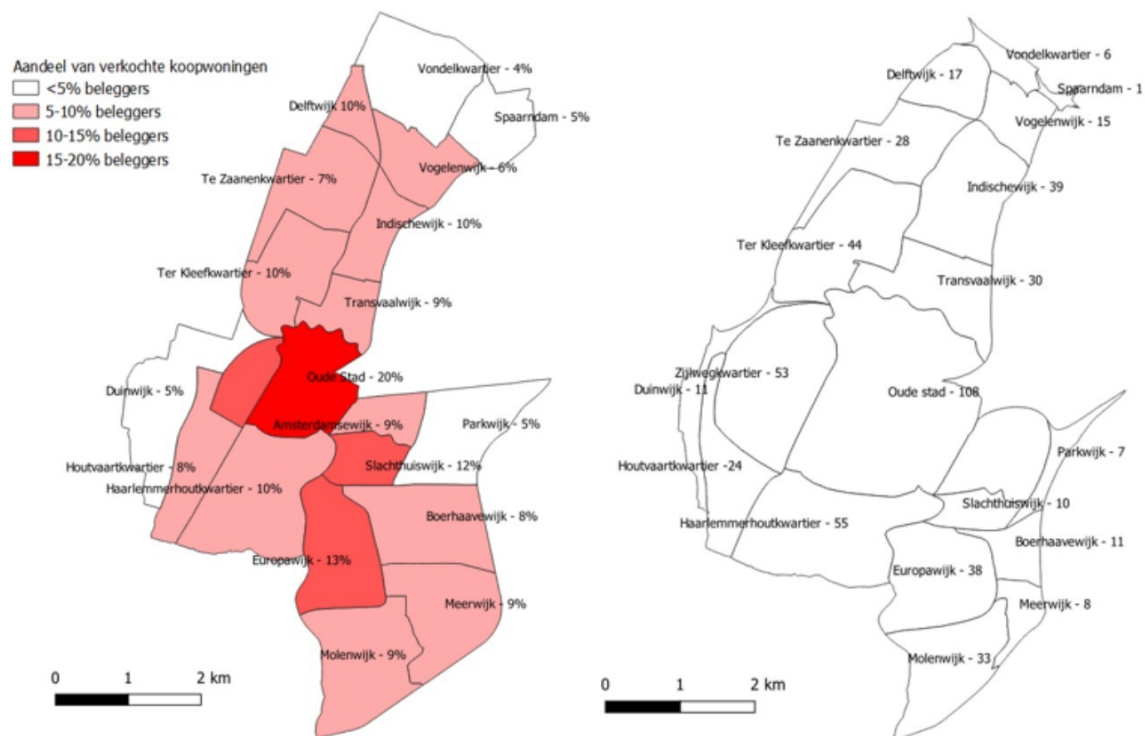 Aandeel van verkochte koopwoningen
<5% beleggers
5-10% beleggers
10-15% beleggers
15-20% beleggers
Vondelkwartier - 4%
Delftwijk 10%
Spaarndam - 5%
Te Zaanenkwartier - 7%
Vogelenwijk - 6%
Indischewijk - 10%
Ter Kleefkwartier - 10%
Transvaalwijk - 9%
Duinwijk - 5%
Oude Stad - 20%
Amsterdamsewijk - 9%
Parkwijk - 5%
Houtvaartkwartier - 8%
Slachthuiswijk - 12%
Haarlemmerhoutkwartier - 10%
Boerhaavewijk - 8%
Europawijk - 13%
Meerwijk - 9%
Molenwijk - 9%
0 1 2 km
Vondelkwartier - 6
Delftwijk - 17
Spaarndam - 1
Vogelenwijk - 15
Te Zaanenkwartier - 28
Indischewijk - 39
Ter Kleefkwartier - 44
Transvaalwijk - 30
Zijlwegkwartier - 53
Duinwijk - 11
Oude stad - 108
Parkwijk - 7
Houtvaartkwartier -24
Slachthuiswijk - 10
Haarlemmerhoutkwartier - 55
Boerhaavewijk - 11
Europawijk - 38
Meerwijk - 8
Molenwijk - 33
0 1 2 km